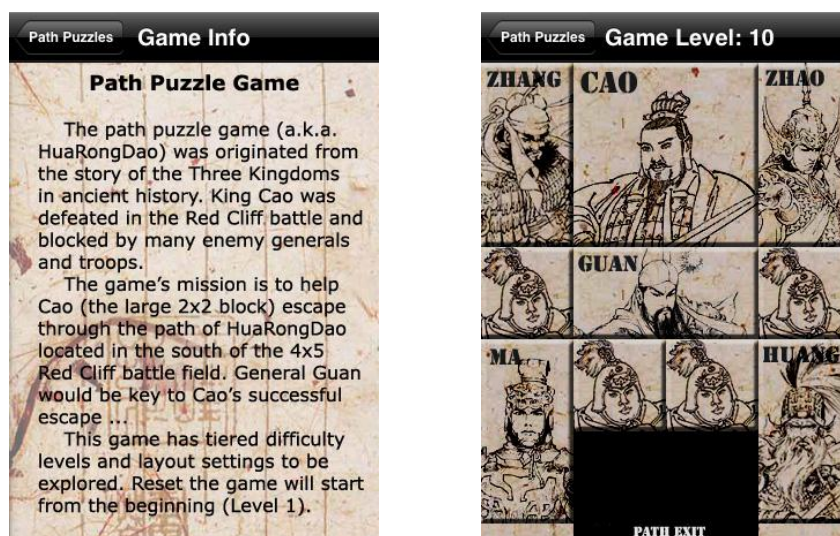 Path Puzzles
Game Info
Path Puzzle Game
The path puzzle game (a.k.a.
HuaRongDao) was originated from
the story of the Three Kingdoms
in ancient history. King Cao was
defeated in the Red Cliff battle and
blocked by many enemy generals
and troops.
The game's mission is to help
Cao (the large 2x2 block) escape
through the path of HuaRongDao
located in the south of the 4x5
Red Cliff battle field. General Guan
would be key to Cao's successful
escape ...
This game has tiered difficulty
levels and layout settings to be
explored. Reset the game will start
from the beginning (Level 1).
Path Puzzles
Game Level: 10
ZHANG
CAO
ZHAO
GUAN
MA
HUANG
PATH EXIT